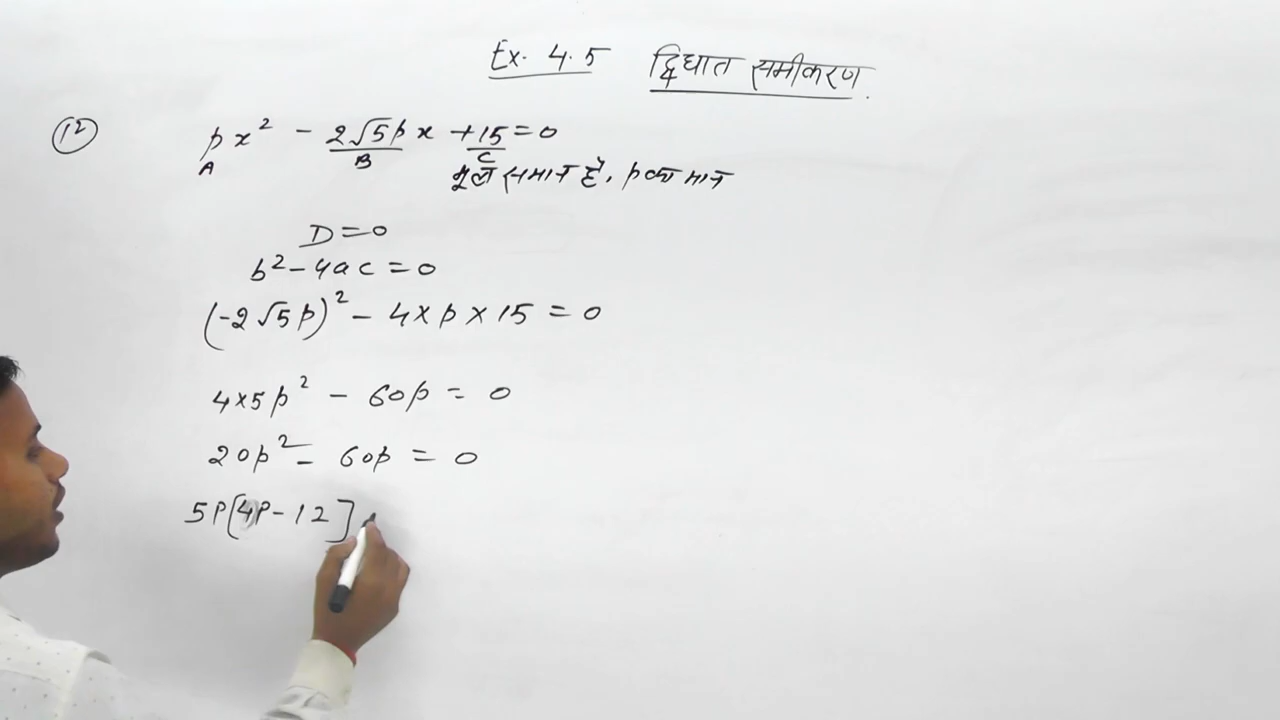 Ex. 4.5 द्विघात समीकरण.
(12) px² - 2√5px + 15 = 0
A B C
मूल समान है, p का मान
D = 0
b² - 4ac = 0
(-2√5p)² - 4×p×15 = 0
4×5p² - 60p = 0
20p² - 60p = 0
5P[4P - 12]